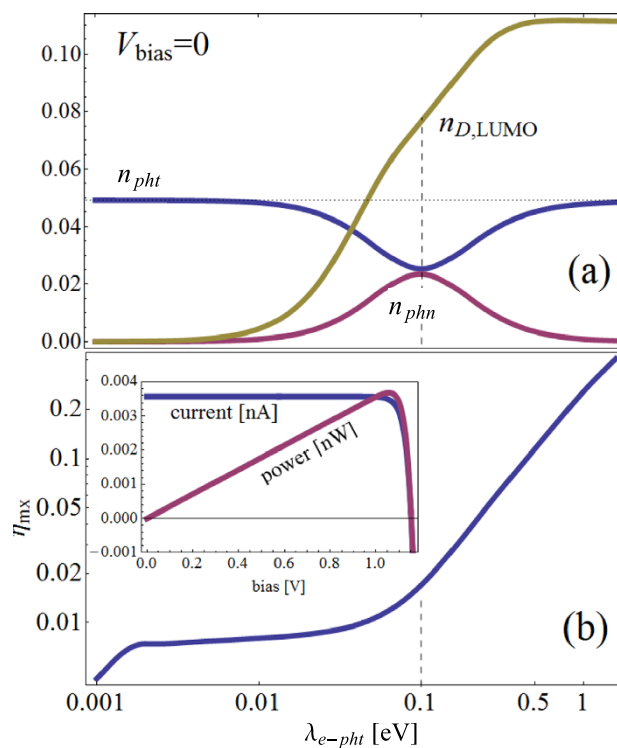 V_bias=0
0.10
0.08
0.06
0.04
0.02
0.00
n_D,LUMO
n_pht
n_phn
(a)
0.004
0.003
0.002
0.001
0.000
−0.001
current [nA]
power [nW]
0.0 0.2 0.4 0.6 0.8 1.0
bias [V]
η_mx
0.2
0.1
0.05
0.02
0.01
(b)
0.001 0.01 0.1 0.5 1
λ_e−pht [eV]